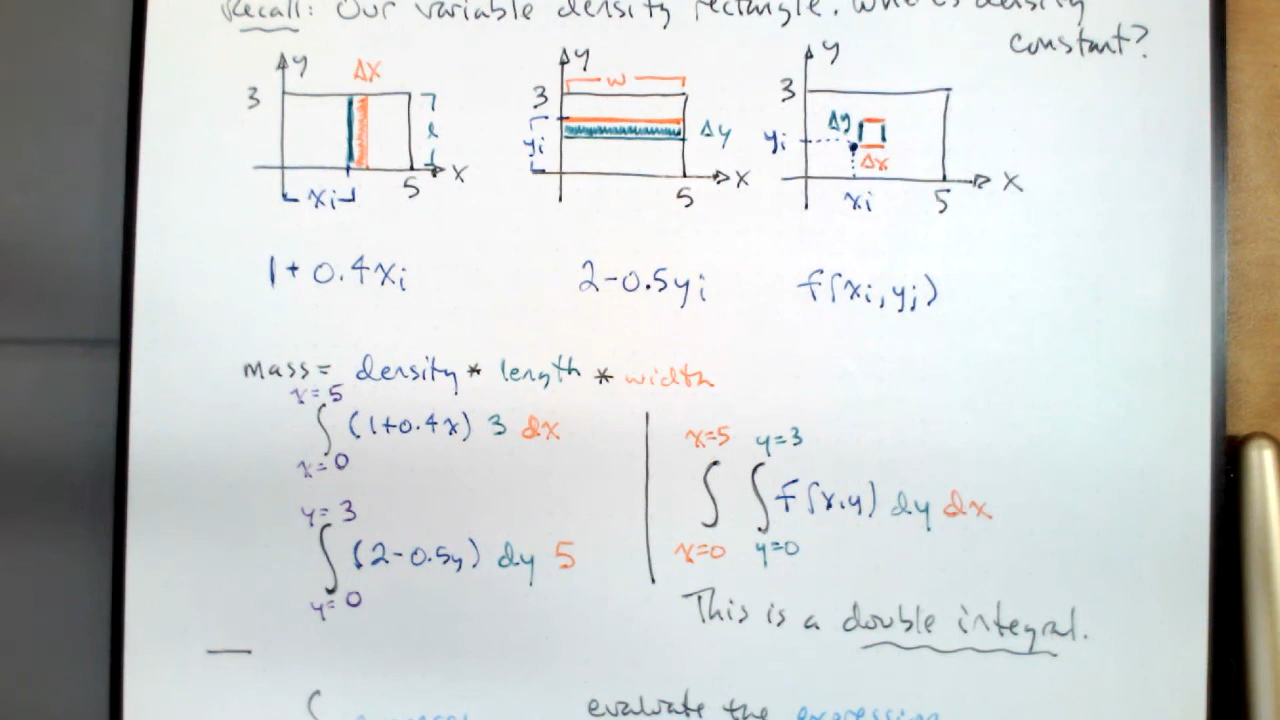 Recall: Our variable density rectangle. Where is density
constant?
y Δx 3 l x xi 5
y w 3 yi Δy x 5
y 3 Δy yi Δx x xi 5
1+0.4xi 2-0.5yi f(xi,yj)
mass = density * length * width
x=5
∫ (1+0.4x) 3 dx
x=0
y=3
∫ (2-0.5y) dy 5
y=0
x=5 y=3
∫ ∫ f(x,y) dy dx
x=0 y=0
This is a double integral.
evaluate the expression